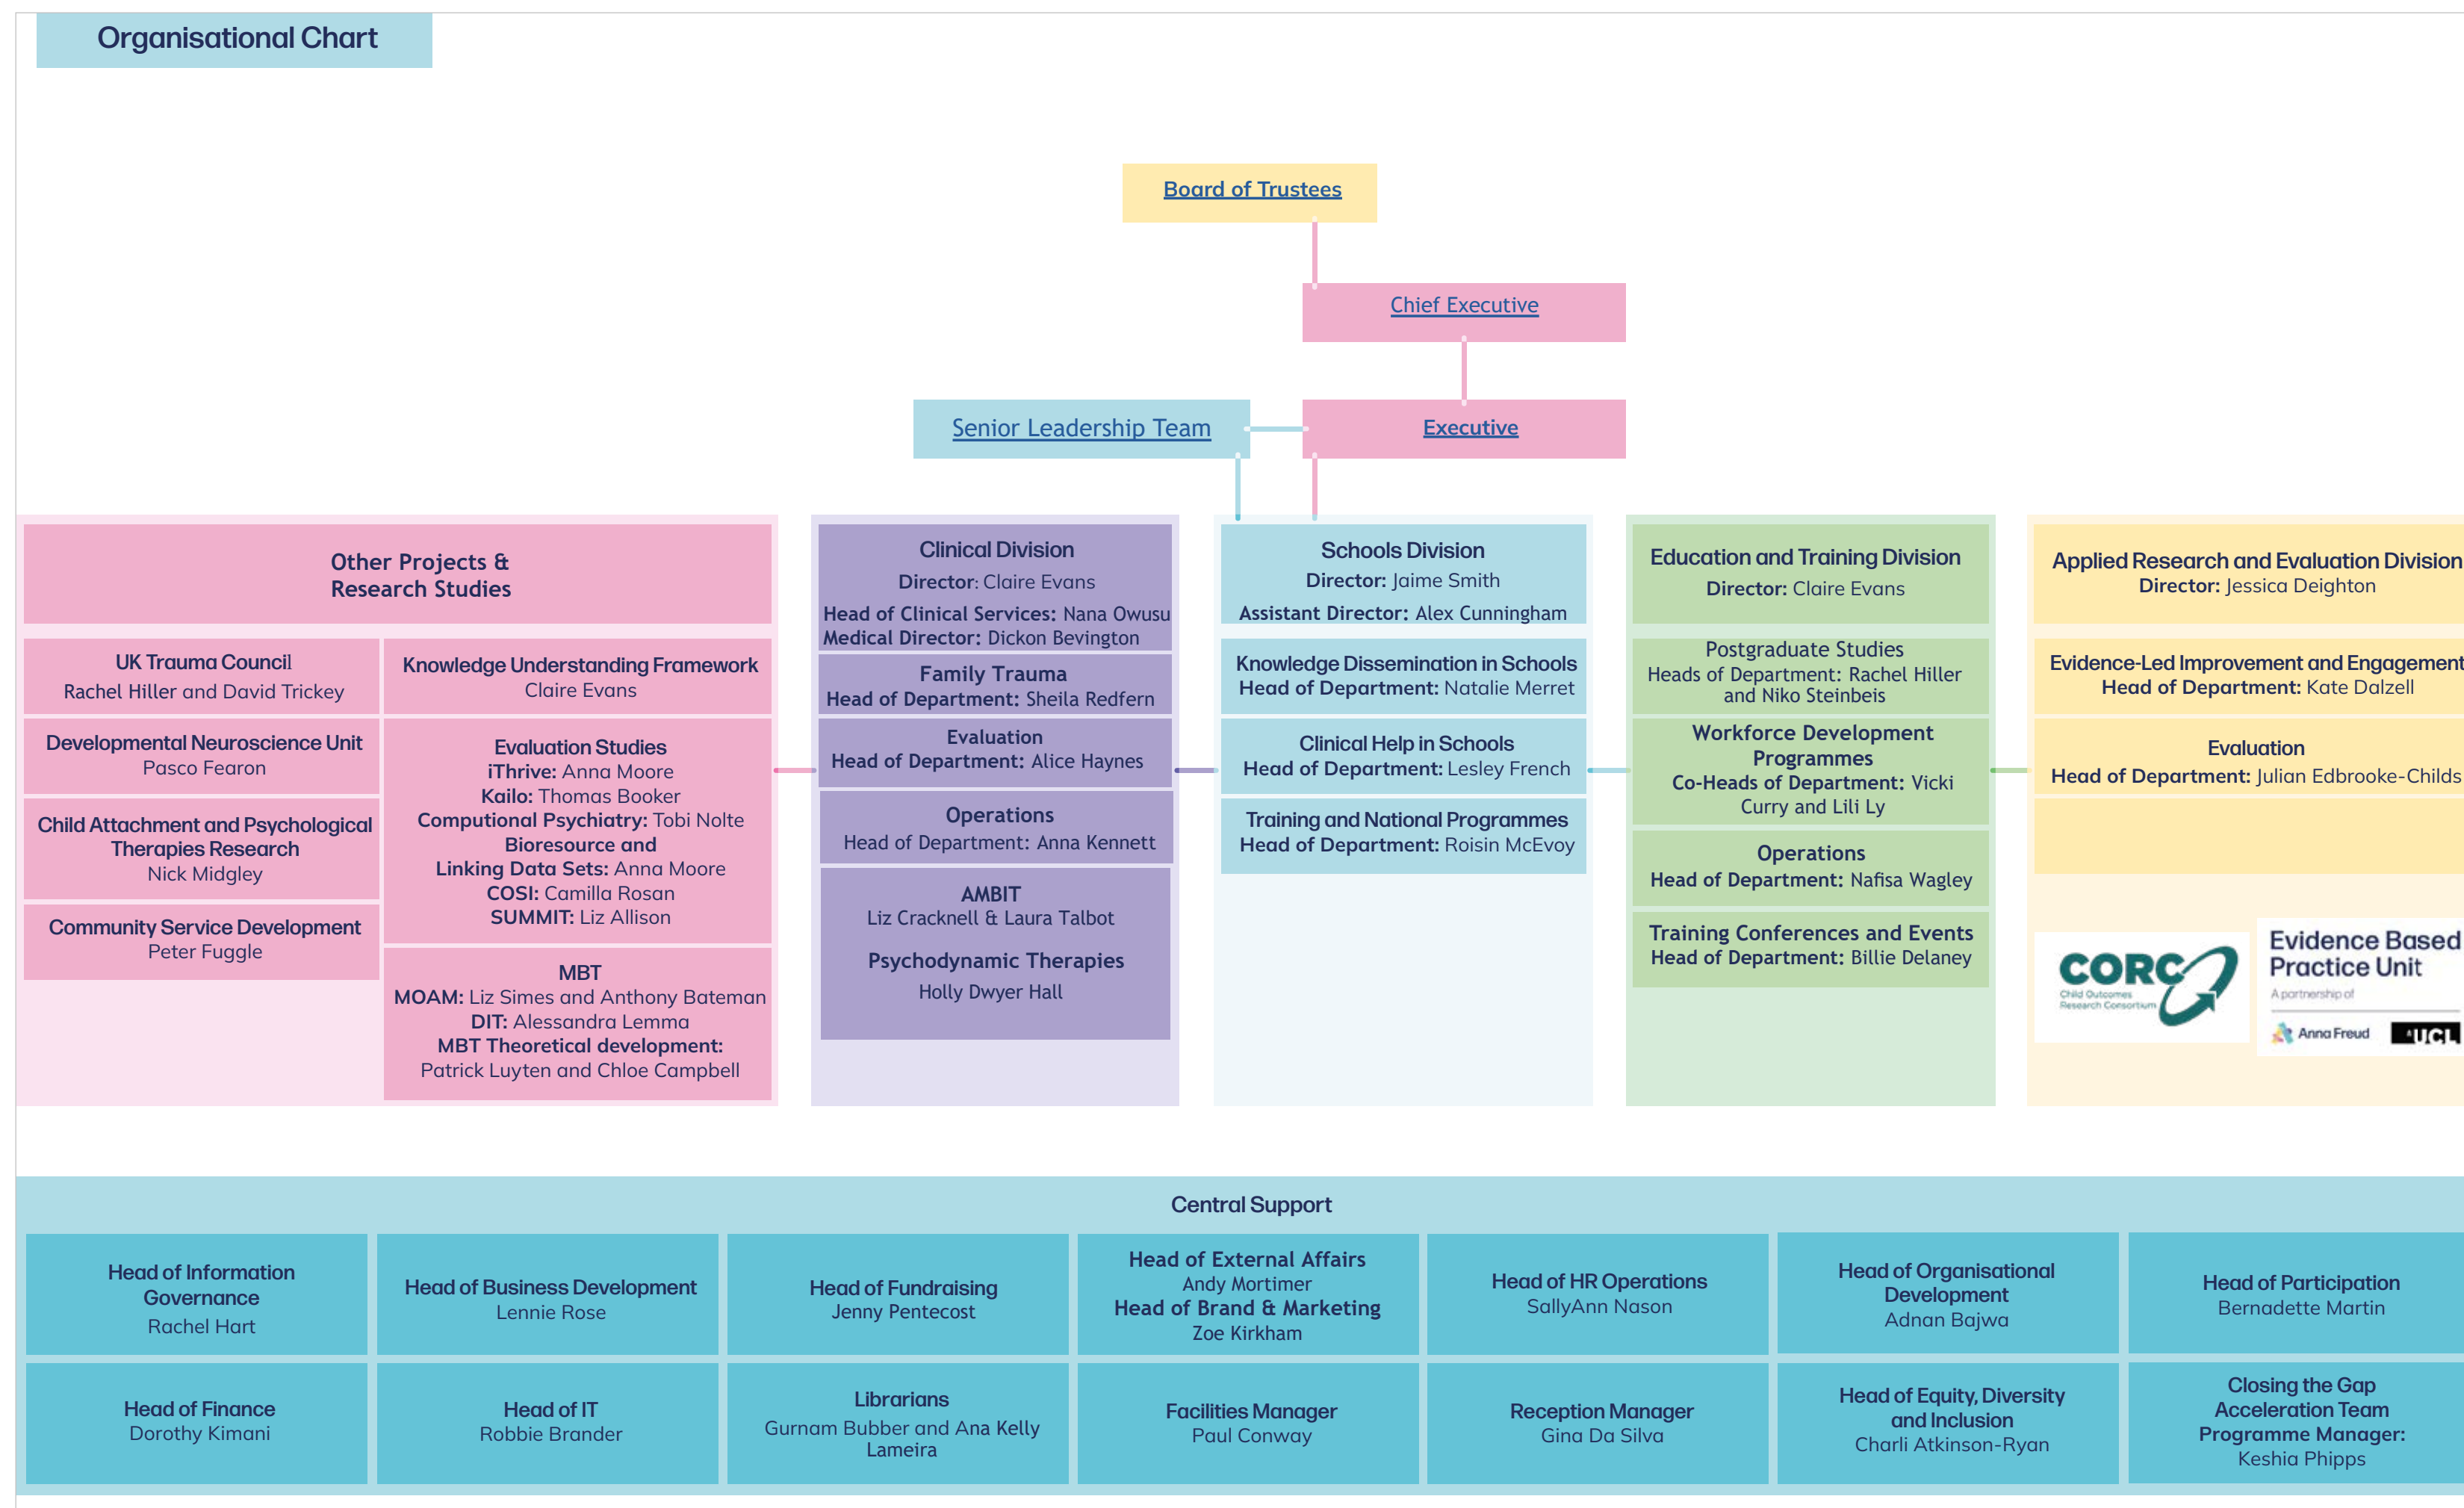 Organisational Chart
Board of Trustees
Chief Executive
Senior Leadership Team
Executive
Other Projects &
Research Studies
UK Trauma Council
Rachel Hiller and David Trickey
Developmental Neuroscience Unit
Pasco Fearon
Child Attachment and Psychological
Therapies Research
Nick Midgley
Community Service Development
Peter Fuggle
Knowledge Understanding Framework
Claire Evans
Evaluation Studies
iThrive: Anna Moore
Kailo: Thomas Booker
Computional Psychiatry: Tobi Nolte
Bioresource and
Linking Data Sets: Anna Moore
COSI: Camilla Rosan
SUMMIT: Liz Allison
MBT
MOAM: Liz Simes and Anthony Bateman
DIT: Alessandra Lemma
MBT Theoretical development:
Patrick Luyten and Chloe Campbell
Clinical Division
Director: Claire Evans
Head of Clinical Services: Nana Owusu
Medical Director: Dickon Bevington
Family Trauma
Head of Department: Sheila Redfern
Evaluation
Head of Department: Alice Haynes
Operations
Head of Department: Anna Kennett
AMBIT
Liz Cracknell & Laura Talbot
Psychodynamic Therapies
Holly Dwyer Hall
Schools Division
Director: Jaime Smith
Assistant Director: Alex Cunningham
Knowledge Dissemination in Schools
Head of Department: Natalie Merret
Clinical Help in Schools
Head of Department: Lesley French
Training and National Programmes
Head of Department: Roisin McEvoy
Education and Training Division
Director: Claire Evans
Postgraduate Studies
Heads of Department: Rachel Hiller
and Niko Steinbeis
Workforce Development
Programmes
Co-Heads of Department: Vicki
Curry and Lili Ly
Operations
Head of Department: Nafisa Wagley
Training Conferences and Events
Head of Department: Billie Delaney
Applied Research and Evaluation Division
Director: Jessica Deighton
Evidence-Led Improvement and Engagement
Head of Department: Kate Dalzell
Evaluation
Head of Department: Julian Edbrooke-Childs
CORC
Child Outcomes
Research Consortium
Evidence Based
Practice Unit
A partnership of
Anna Freud
UCL
Central Support
Head of Information
Governance
Rachel Hart
Head of Business Development
Lennie Rose
Head of Fundraising
Jenny Pentecost
Head of External Affairs
Andy Mortimer
Head of Brand & Marketing
Zoe Kirkham
Head of HR Operations
SallyAnn Nason
Head of Organisational
Development
Adnan Bajwa
Head of Participation
Bernadette Martin
Head of Finance
Dorothy Kimani
Head of IT
Robbie Brander
Librarians
Gurnam Bubber and Ana Kelly
Lameira
Facilities Manager
Paul Conway
Reception Manager
Gina Da Silva
Head of Equity, Diversity
and Inclusion
Charli Atkinson-Ryan
Closing the Gap
Acceleration Team
Programme Manager:
Keshia Phipps